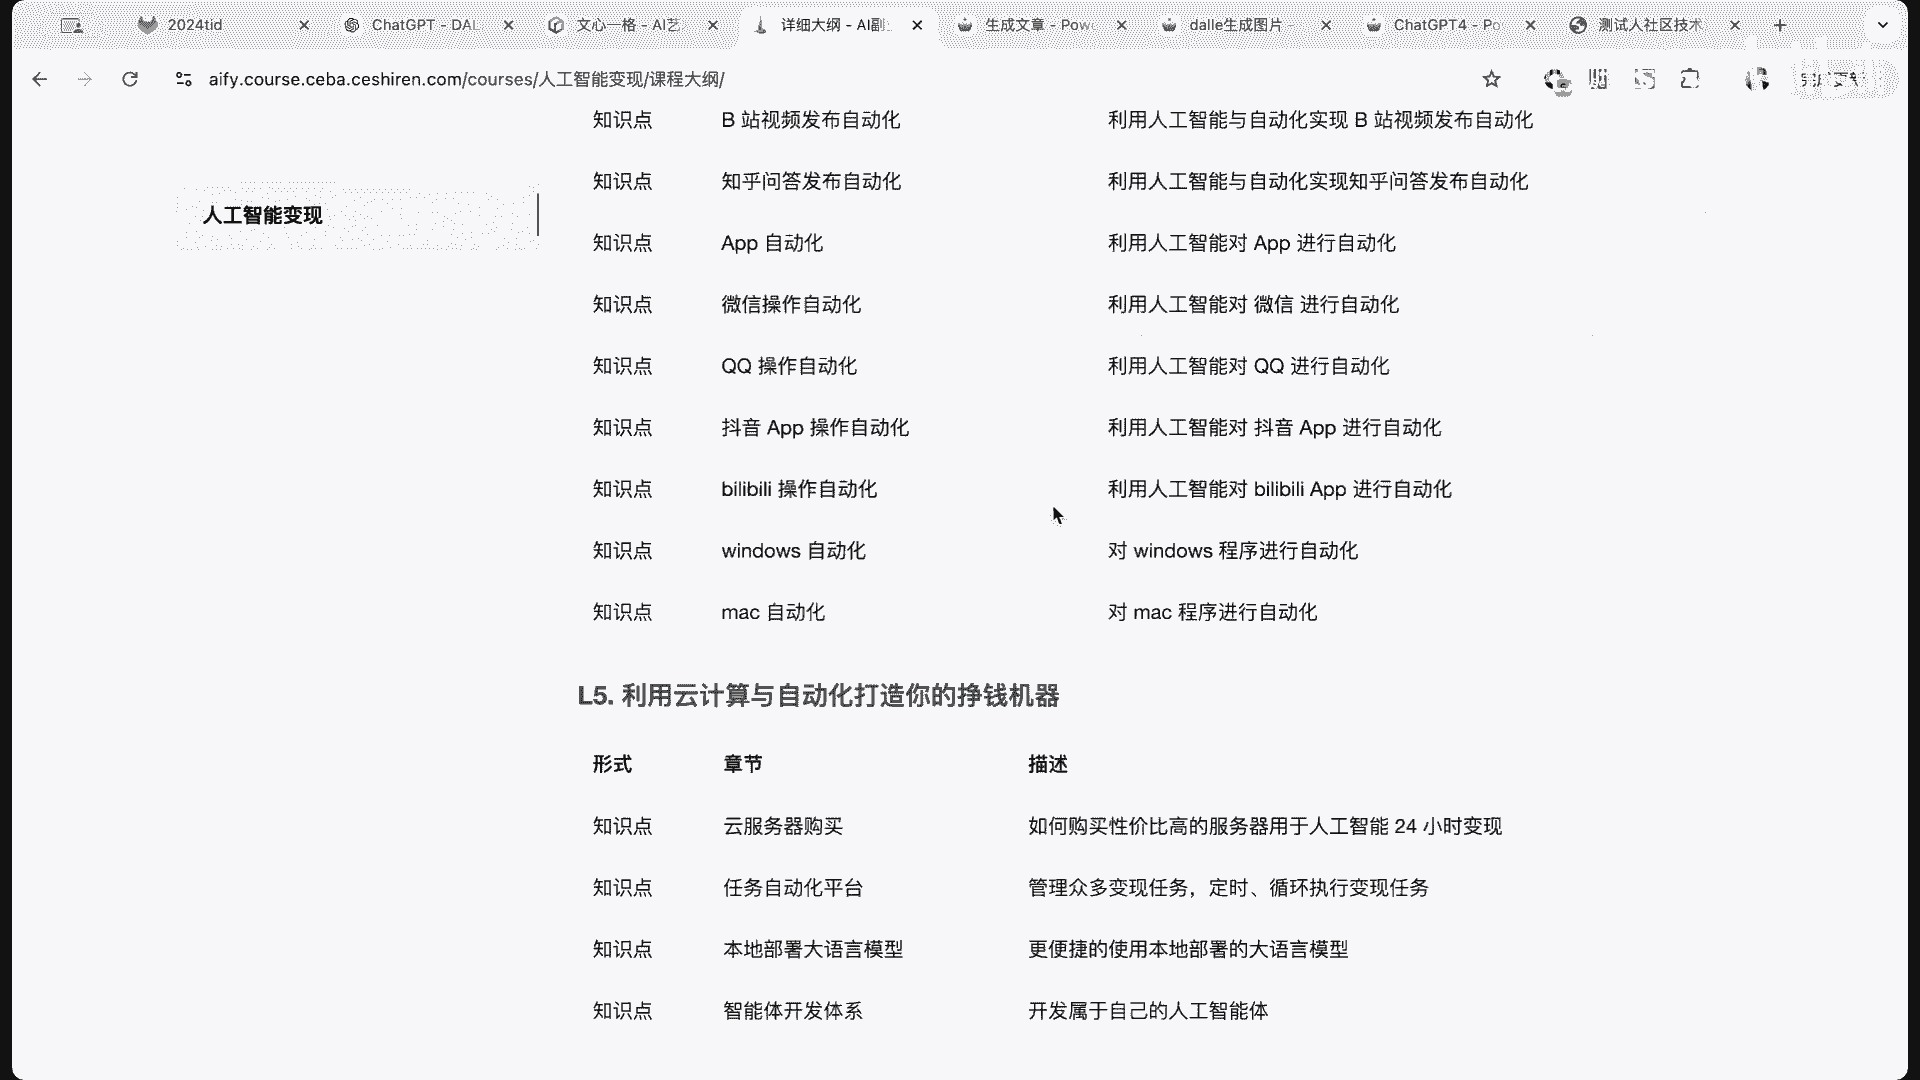 2024tid
ChatGPT - DAL
文心一格 - AI艺
详细大纲 - AI副
生成文章 - Pow
dalle生成图片 -
ChatGPT4 - Po
测试人社区技术
aify.course.ceba.ceshiren.com/courses/人工智能变现/课程大纲/
人工智能变现
知识点 B 站视频发布自动化 利用人工智能与自动化实现 B 站视频发布自动化
知识点 知乎问答发布自动化 利用人工智能与自动化实现知乎问答发布自动化
知识点 App 自动化 利用人工智能对 App 进行自动化
知识点 微信操作自动化 利用人工智能对 微信 进行自动化
知识点 QQ 操作自动化 利用人工智能对 QQ 进行自动化
知识点 抖音 App 操作自动化 利用人工智能对 抖音 App 进行自动化
知识点 bilibili 操作自动化 利用人工智能对 bilibili App 进行自动化
知识点 windows 自动化 对 windows 程序进行自动化
知识点 mac 自动化 对 mac 程序进行自动化
L5. 利用云计算与自动化打造你的挣钱机器
形式 章节 描述
知识点 云服务器购买 如何购买性价比高的服务器用于人工智能 24 小时变现
知识点 任务自动化平台 管理众多变现任务，定时、循环执行变现任务
知识点 本地部署大语言模型 更便捷的使用本地部署的大语言模型
知识点 智能体开发体系 开发属于自己的人工智能体